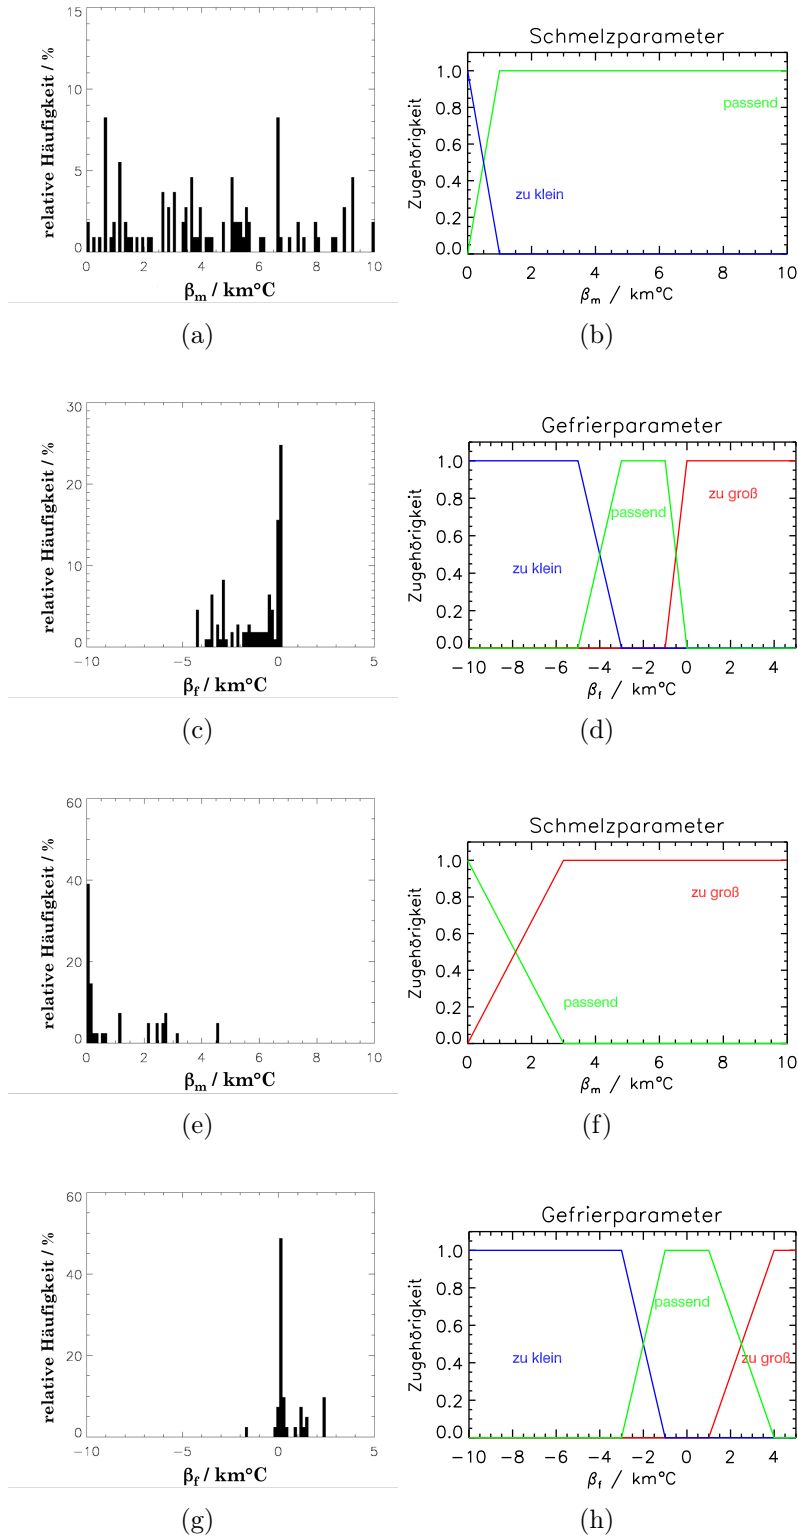 15
10
5
0
relative Häufigkeit / %
0 2 4 6 8 10
βm / km°C
(a)
Schmelzparameter
1.0
0.8
0.6
0.4
0.2
0.0
Zugehörigkeit
passend
zu klein
0 2 4 6 8 10
βm / km°C
(b)
30
20
10
0
relative Häufigkeit / %
−10 −5 0 5
βf / km°C
(c)
Gefrierparameter
1.0
0.8
0.6
0.4
0.2
0.0
Zugehörigkeit
zu groß
passend
zu klein
−10 −8 −6 −4 −2 0 2 4
βf / km°C
(d)
60
40
20
0
relative Häufigkeit / %
0 2 4 6 8 10
βm / km°C
(e)
Schmelzparameter
1.0
0.8
0.6
0.4
0.2
0.0
Zugehörigkeit
zu groß
passend
0 2 4 6 8 10
βm / km°C
(f)
60
40
20
0
relative Häufigkeit / %
−10 −5 0 5
βf / km°C
(g)
Gefrierparameter
1.0
0.8
0.6
0.4
0.2
0.0
Zugehörigkeit
passend
zu klein
zu groß
−10 −8 −6 −4 −2 0 2 4
βf / km°C
(h)